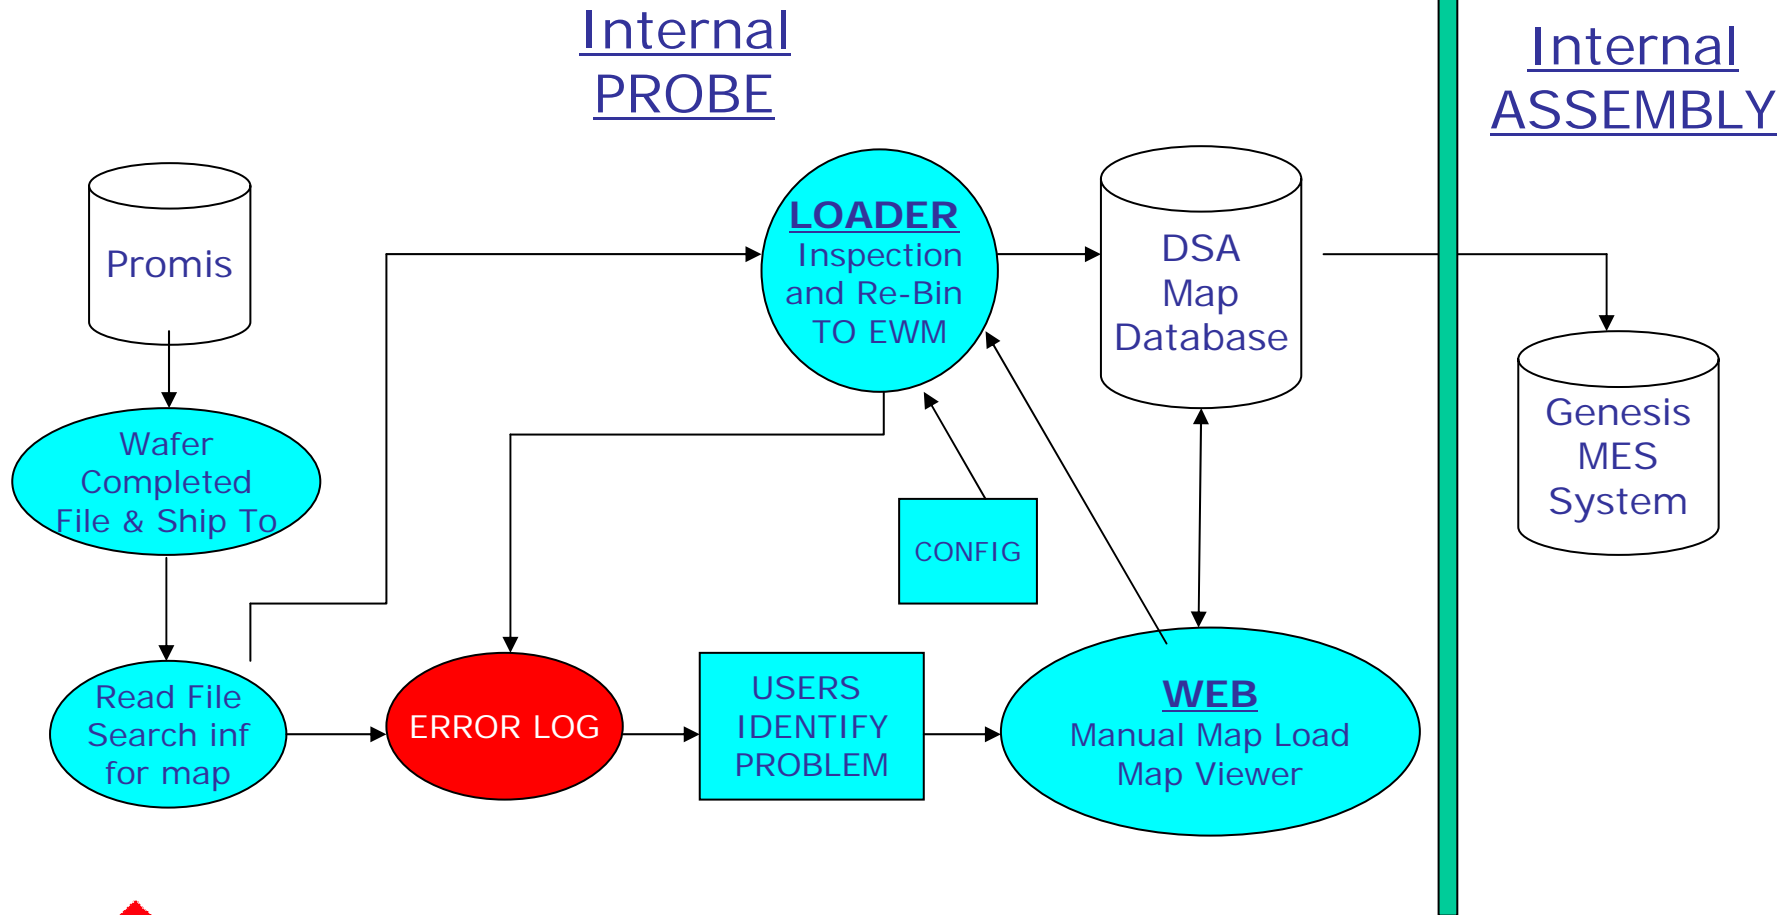 Internal
PROBE
Internal
ASSEMBLY
Promis
LOADER
Inspection
and Re-Bin
TO EWM
DSA
Map
Database
Genesis
MES
System
Wafer
Completed
File & Ship To
CONFIG
Read File
Search inf
for map
ERROR LOG
USERS
IDENTIFY
PROBLEM
WEB
Manual Map Load
Map Viewer